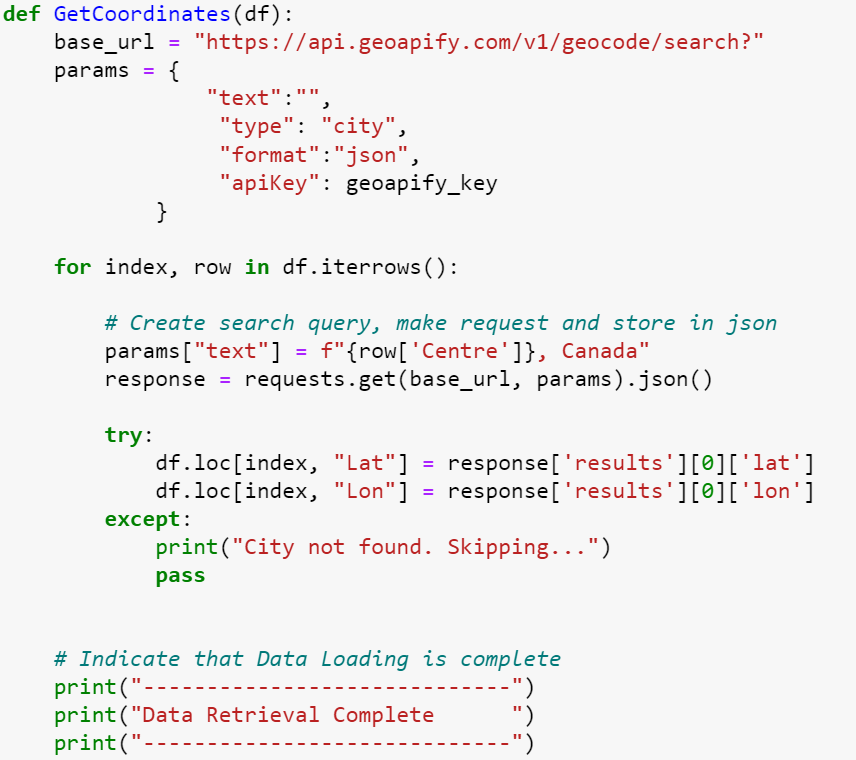 def GetCoordinates(df):
    base_url = "https://api.geoapify.com/v1/geocode/search?"
    params = {
                "text":"",
                 "type": "city",
                 "format":"json",
                 "apiKey": geoapify_key
            }
    for index, row in df.iterrows():
        # Create search query, make request and store in json
        params["text"] = f"{row['Centre']}, Canada"
        response = requests.get(base_url, params).json()
        try:
            df.loc[index, "Lat"] = response['results'][0]['lat']
            df.loc[index, "Lon"] = response['results'][0]['lon']
        except:
            print("City not found. Skipping...")
            pass
    # Indicate that Data Loading is complete
    print("-----------------------------")
    print("Data Retrieval Complete      ")
    print("-----------------------------")